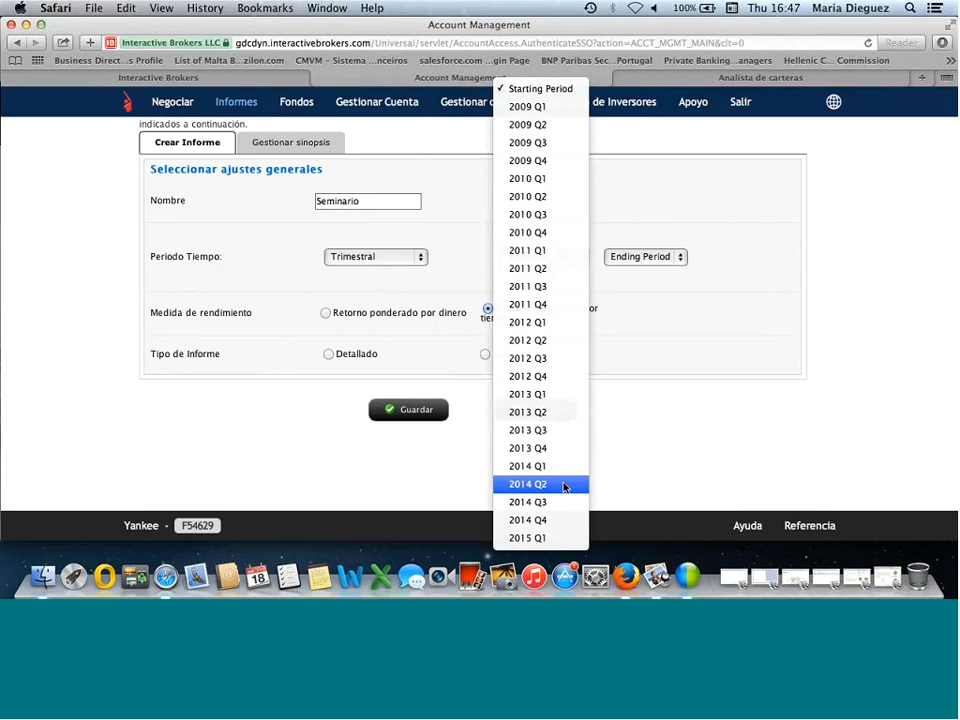 Safari File Edit View History Bookmarks Window Help 100% Thu 16:47 Maria Dieguez
Account Management
Interactive Brokers LLC gdcdyn.interactivebrokers.com/Universal/servlet/AccountAccess.AuthenticateSSO?action=ACCT_MGMT_MAIN&clt=0 Reader
Business Direct...s Profile List of Malta B...zilon.com CMVM – Sistema ...nceiros salesforce.com ...gin Page BNP Paribas Sec...Portugal Private Banking...anagers Hellenic C... Commission
Interactive Brokers Account Management Analista de carteras
Negociar Informes Fondos Gestionar Cuenta Gestionar de Inversores Apoyo Salir
indicados a continuación.
Crear Informe Gestionar sinopsis
Seleccionar ajustes generales
Nombre Seminario
Periodo Tiempo: Trimestral Ending Period
Medida de rendimiento Retorno ponderado por dinero
Tipo de Informe Detallado
Guardar
Starting Period
2009 Q1
2009 Q2
2009 Q3
2009 Q4
2010 Q1
2010 Q2
2010 Q3
2010 Q4
2011 Q1
2011 Q2
2011 Q3
2011 Q4
2012 Q1
2012 Q2
2012 Q3
2012 Q4
2013 Q1
2013 Q2
2013 Q3
2013 Q4
2014 Q1
2014 Q2
2014 Q3
2014 Q4
2015 Q1
Yankee - F54629 Ayuda Referencia
18